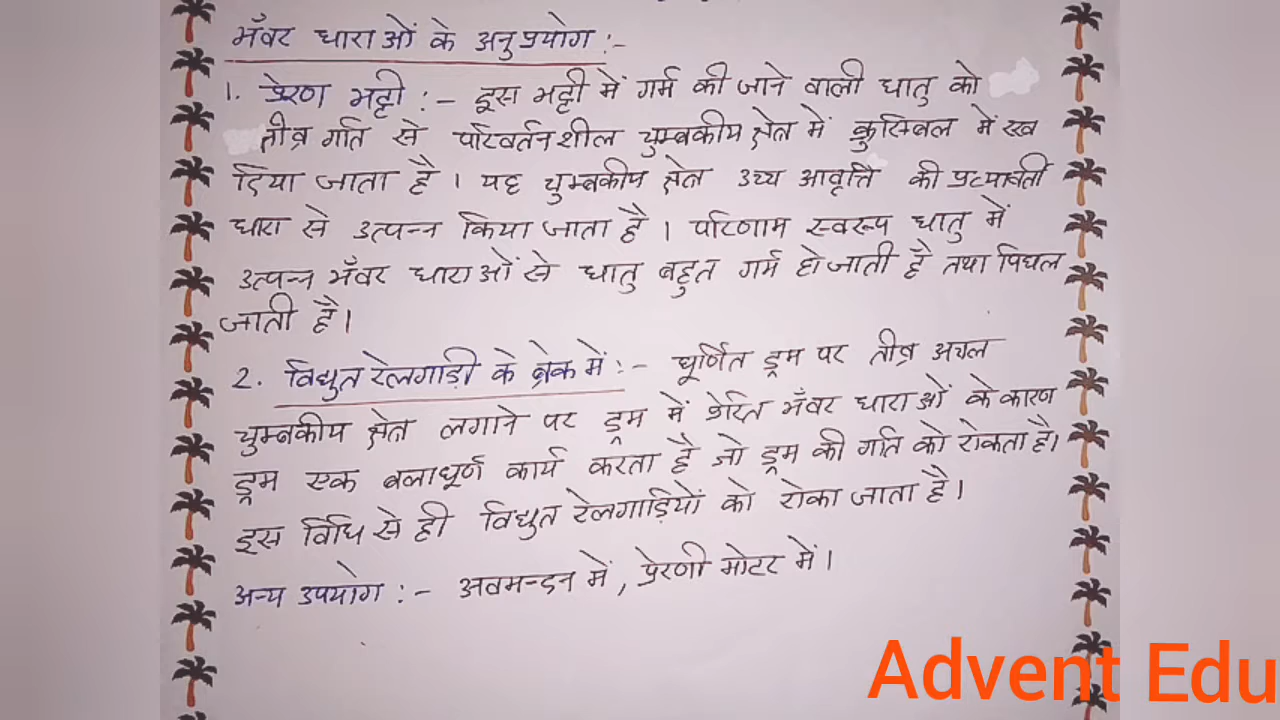 भँवर धाराओं के अनुप्रयोग :-
1. प्रेरण भट्टी :- इस भट्टी में गर्म की जाने वाली धातु को
तीव्र गति से परिवर्तनशील चुम्बकीय क्षेत्र में क्रुसिबल में रख
दिया जाता है । यह चुम्बकीय क्षेत्र उच्च आवृत्ति की प्रत्यावर्ती
धारा से उत्पन्न किया जाता है । परिणाम स्वरूप धातु में
उत्पन्न भँवर धाराओं से धातु बहुत गर्म हो जाती है तथा पिघल
जाती है ।
2. विद्युत रेलगाड़ी के ब्रेक में :- घूर्णित ड्रम पर तीव्र अचल
चुम्बकीय क्षेत्र लगाने पर ड्रम में प्रेरित भँवर धाराओं के कारण
ड्रम एक बलाघूर्ण कार्य करता है जो ड्रम की गति को रोकता है।
इस विधि से ही विद्युत रेलगाड़ियों को रोका जाता है ।
अन्य उपयोग :- अवमन्दन में , प्रेरणी मोटर में ।
Advent Edu